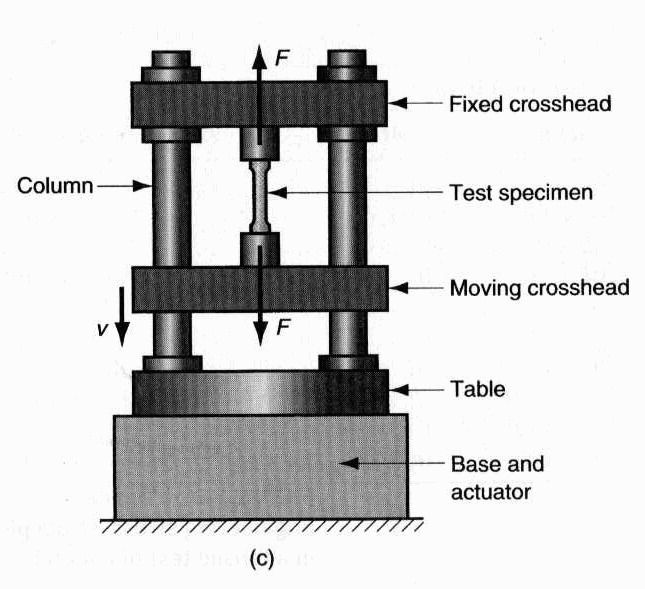 F
Fixed crosshead
Column
Test specimen
Moving crosshead
v
F
Table
Base and
actuator
(c)